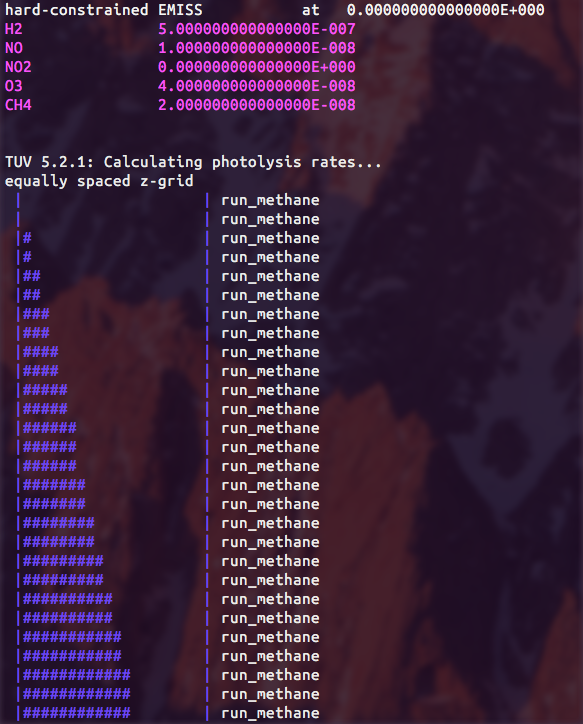 hard-constrained EMISS           at   0.000000000000000E+000
H2               5.000000000000000E-007
NO               1.000000000000000E-008
NO2              0.000000000000000E+000
O3               4.000000000000000E-008
CH4              2.000000000000000E-008
TUV 5.2.1: Calculating photolysis rates...
equally spaced z-grid
 |                    | run_methane
 |                    | run_methane
 |#                   | run_methane
 |#                   | run_methane
 |##                  | run_methane
 |##                  | run_methane
 |###                 | run_methane
 |###                 | run_methane
 |####                | run_methane
 |####                | run_methane
 |#####               | run_methane
 |#####               | run_methane
 |######              | run_methane
 |######              | run_methane
 |######              | run_methane
 |#######             | run_methane
 |#######             | run_methane
 |########            | run_methane
 |########            | run_methane
 |#########           | run_methane
 |#########           | run_methane
 |##########          | run_methane
 |##########          | run_methane
 |###########         | run_methane
 |###########         | run_methane
 |############        | run_methane
 |############        | run_methane
 |############        | run_methane